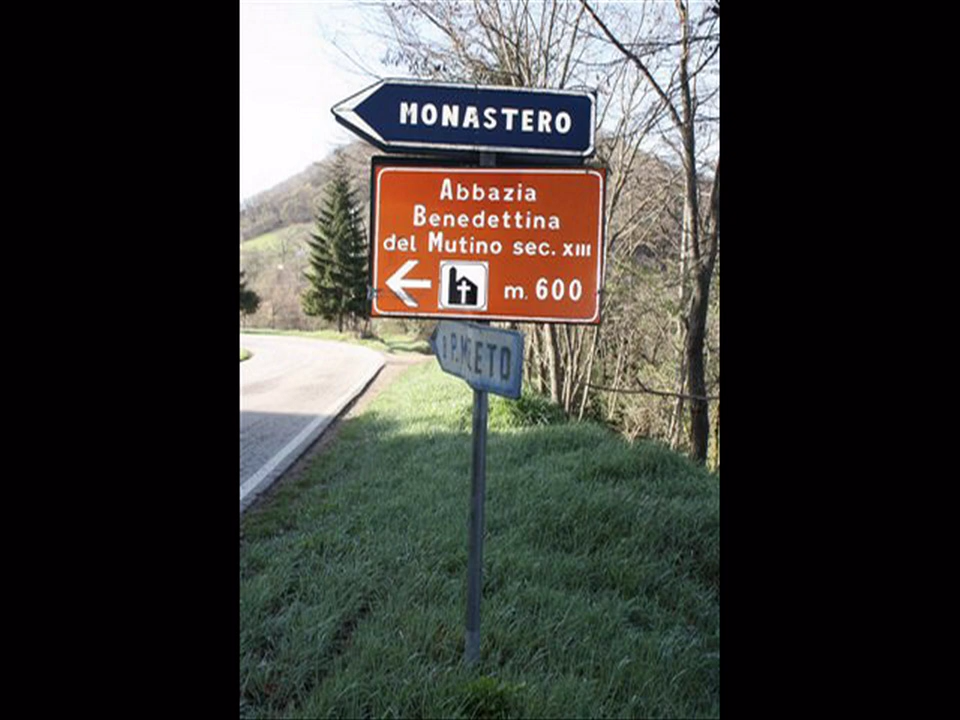 MONASTERO
Abbazia
Benedettina
del Mutino sec. XIII
m. 600